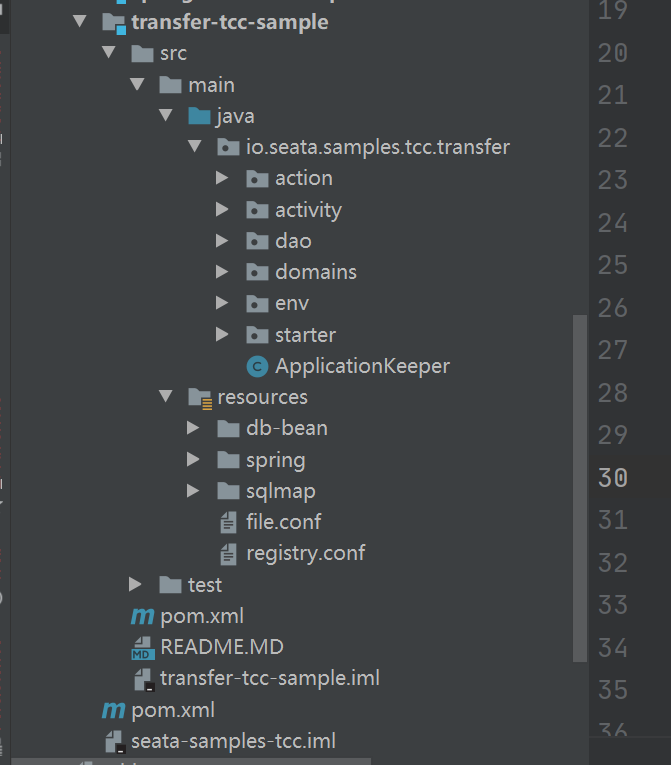 transfer-tcc-sample
src
main
java
io.seata.samples.tcc.transfer
action
activity
dao
domains
env
starter
C ApplicationKeeper
resources
db-bean
spring
sqlmap
file.conf
registry.conf
test
m pom.xml
MD README.MD
transfer-tcc-sample.iml
m pom.xml
seata-samples-tcc.iml
19
20
21
22
23
24
25
26
27
28
29
30
31
32
33
34
35
36